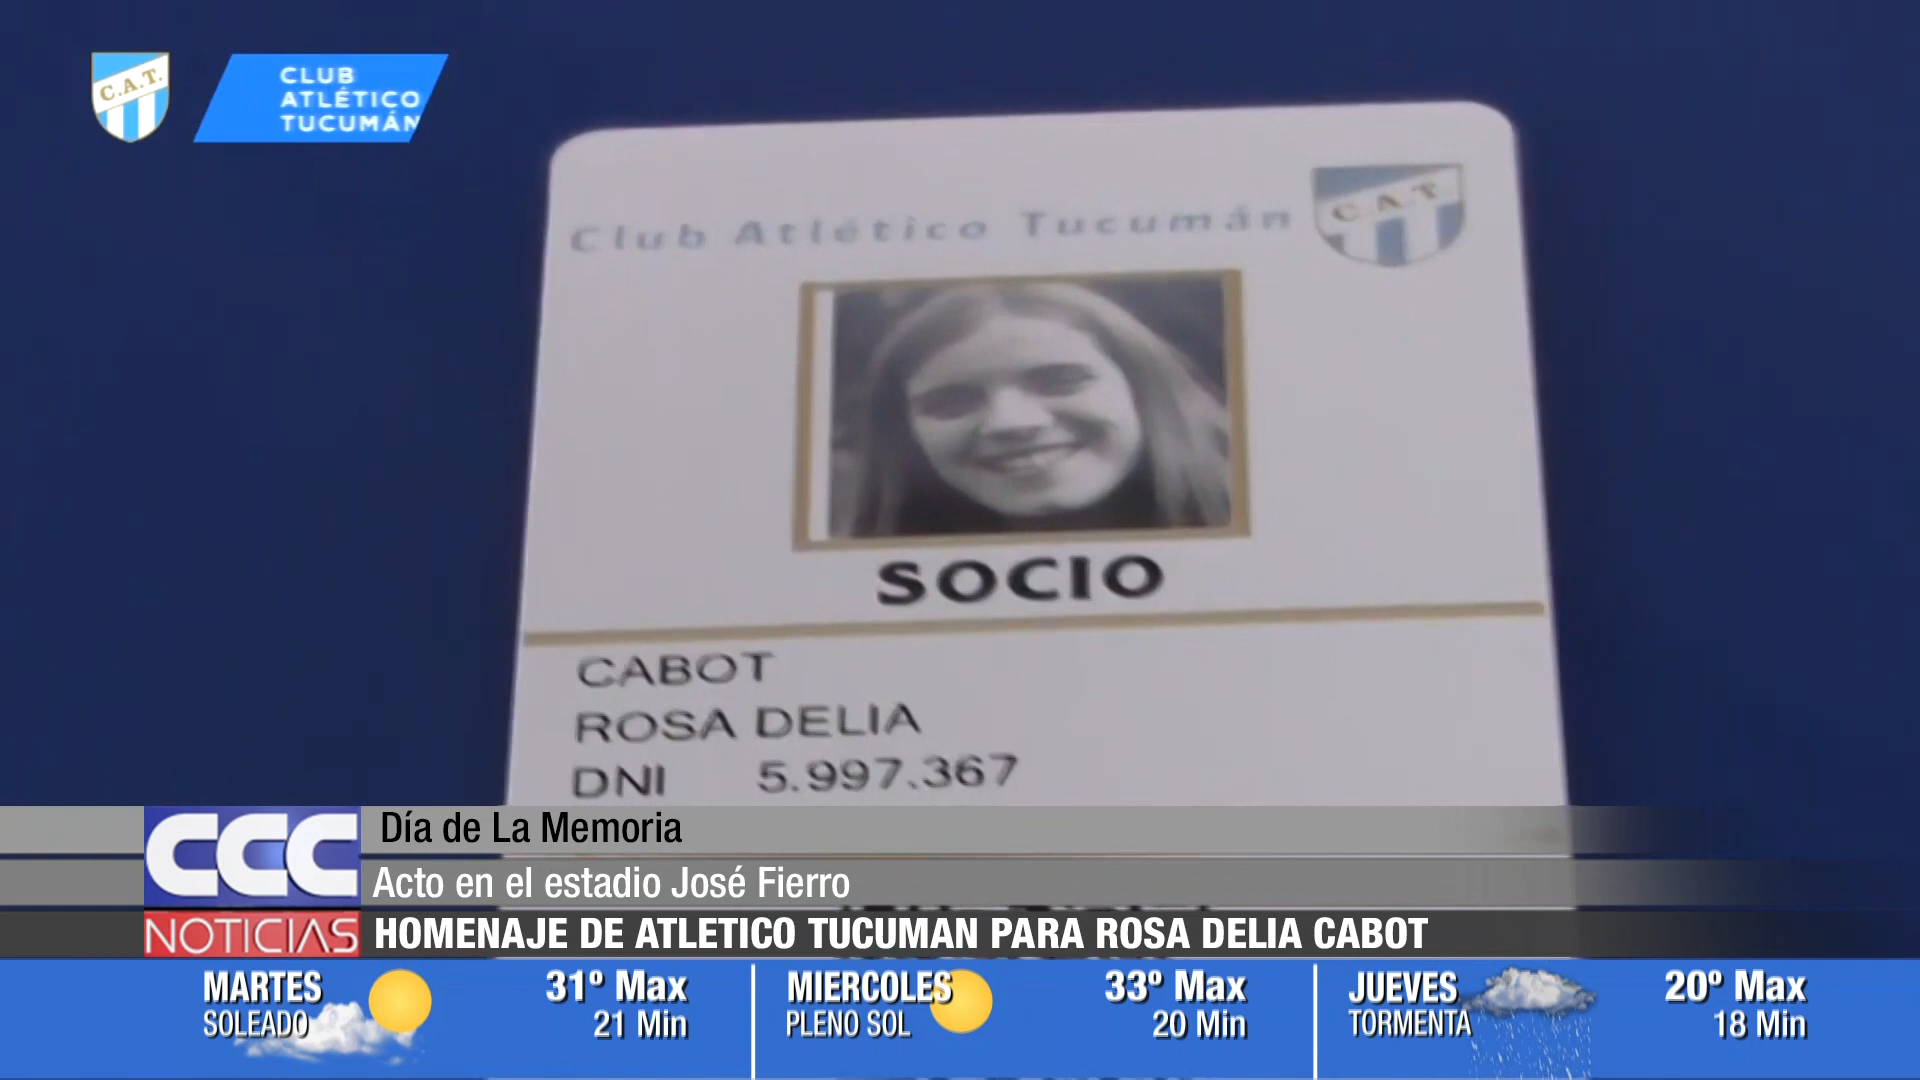 C.A.T.
CLUB
ATLÉTICO
TUCUMÁN
Club Atlético Tucumán
C.A.T.
SOCIO
CABOT
ROSA DELIA
DNI 5.997.367
CCC
NOTICIAS
Día de La Memoria
Acto en el estadio José Fierro
HOMENAJE DE ATLETICO TUCUMAN PARA ROSA DELIA CABOT
MARTES
SOLEADO
31º Max
21 Min
MIERCOLES
PLENO SOL
33º Max
20 Min
JUEVES
TORMENTA
20º Max
18 Min